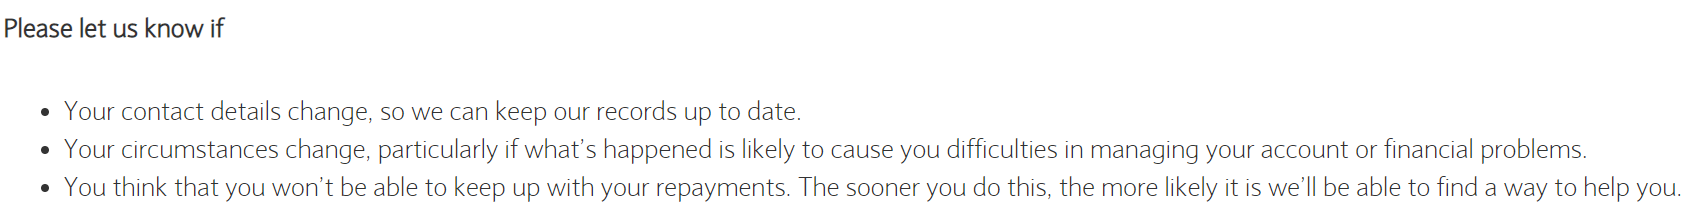 Please let us know if
• Your contact details change, so we can keep our records up to date.
• Your circumstances change, particularly if what’s happened is likely to cause you difficulties in managing your account or financial problems.
• You think that you won’t be able to keep up with your repayments. The sooner you do this, the more likely it is we’ll be able to find a way to help you.